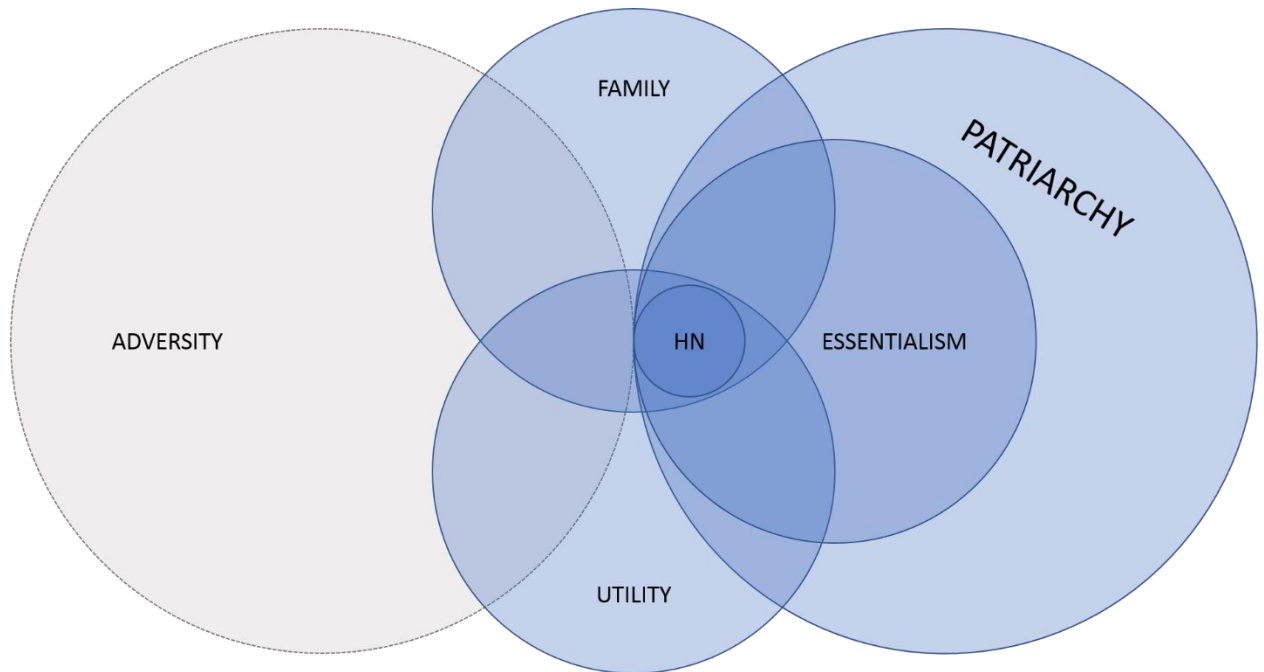 FAMILY
PATRIARCHY
ADVERSITY
HN
ESSENTIALISM
UTILITY